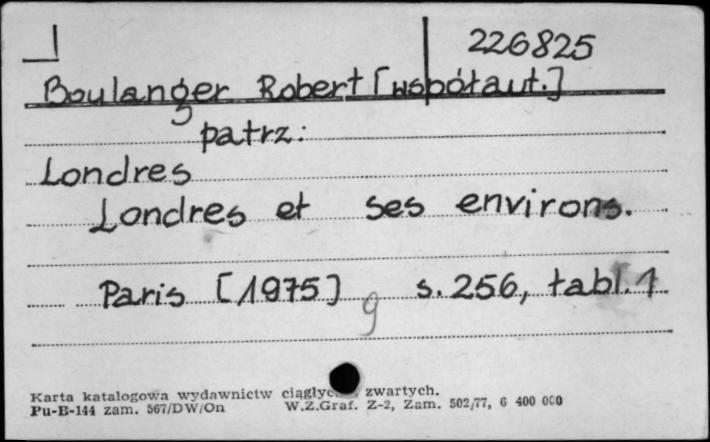 226825
Boulanger Robert [współaut.]
patrz:
Londres
Londres et ses environs.
Paris [1975] s. 256, tabl. 1
g
Karta katalogowa wydawnictw zwartych.
Pu-B-144 zam. 567/DW/On W.Z.Graf. Z-2, Zam. 502/77, 6 400 000